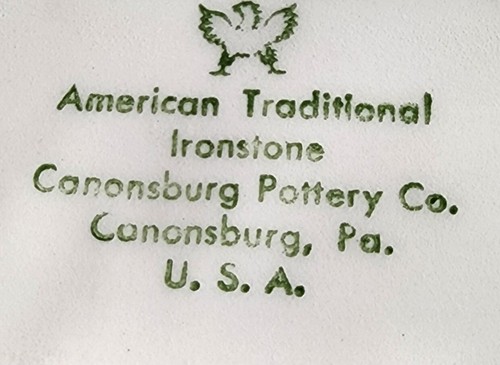 American Traditional
Ironstone
Canonsburg Pottery Co.
Canonsburg, Pa.
U. S. A.